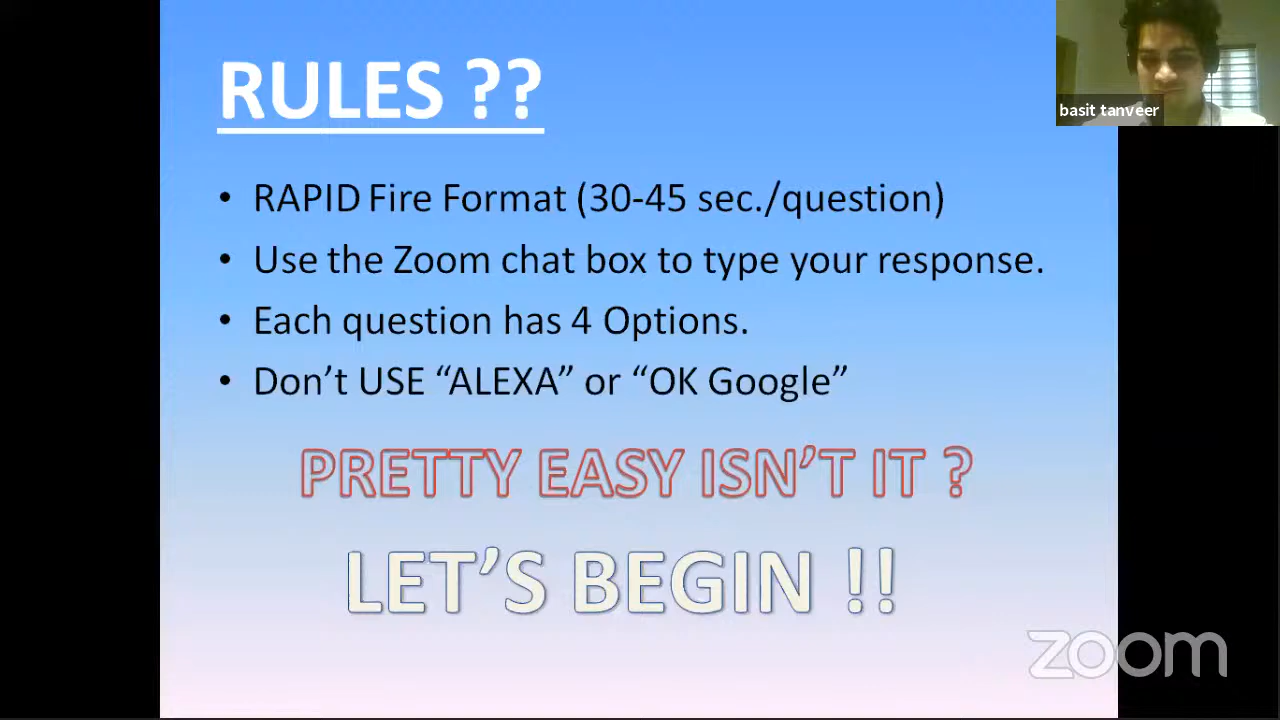 RULES ??
basit tanveer
• RAPID Fire Format (30-45 sec./question)
• Use the Zoom chat box to type your response.
• Each question has 4 Options.
• Don’t USE “ALEXA” or “OK Google”
PRETTY EASY ISN’T IT ?
LET’S BEGIN !!
zoom